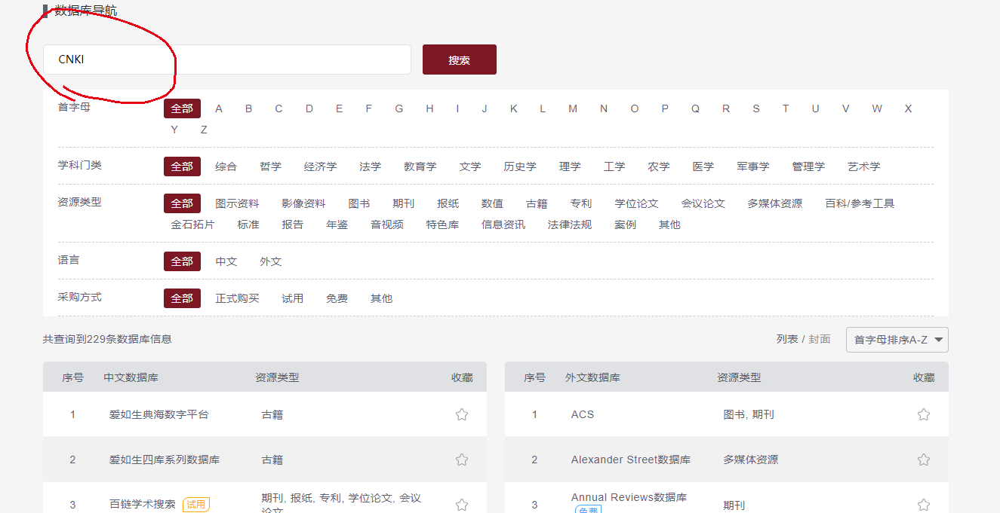 数据库导航
CNKI 搜索
首字母 全部 A B C D E F G H I J K L M N O P Q R S T U V W X
Y Z
学科门类 全部 综合 哲学 经济学 法学 教育学 文学 历史学 理学 工学 农学 医学 军事学 管理学 艺术学
资源类型 全部 图示资料 影像资料 图书 期刊 报纸 数值 古籍 专利 学位论文 会议论文 多媒体资源 百科/参考工具
金石拓片 标准 报告 年鉴 音视频 特色库 信息资讯 法律法规 案例 其他
语言 全部 中文 外文
采购方式 全部 正式购买 试用 免费 其他
共查询到229条数据库信息 列表 / 封面 首字母排序A-Z
序号 中文数据库 资源类型 收藏
1 爱如生典海数字平台 古籍
2 爱如生四库系列数据库 古籍
3 百链学术搜索 试用 期刊, 报纸, 专利, 学位论文, 会议
论文
序号 外文数据库 资源类型 收藏
1 ACS 图书, 期刊
2 Alexander Street数据库 多媒体资源
3 Annual Reviews数据库 期刊
免费